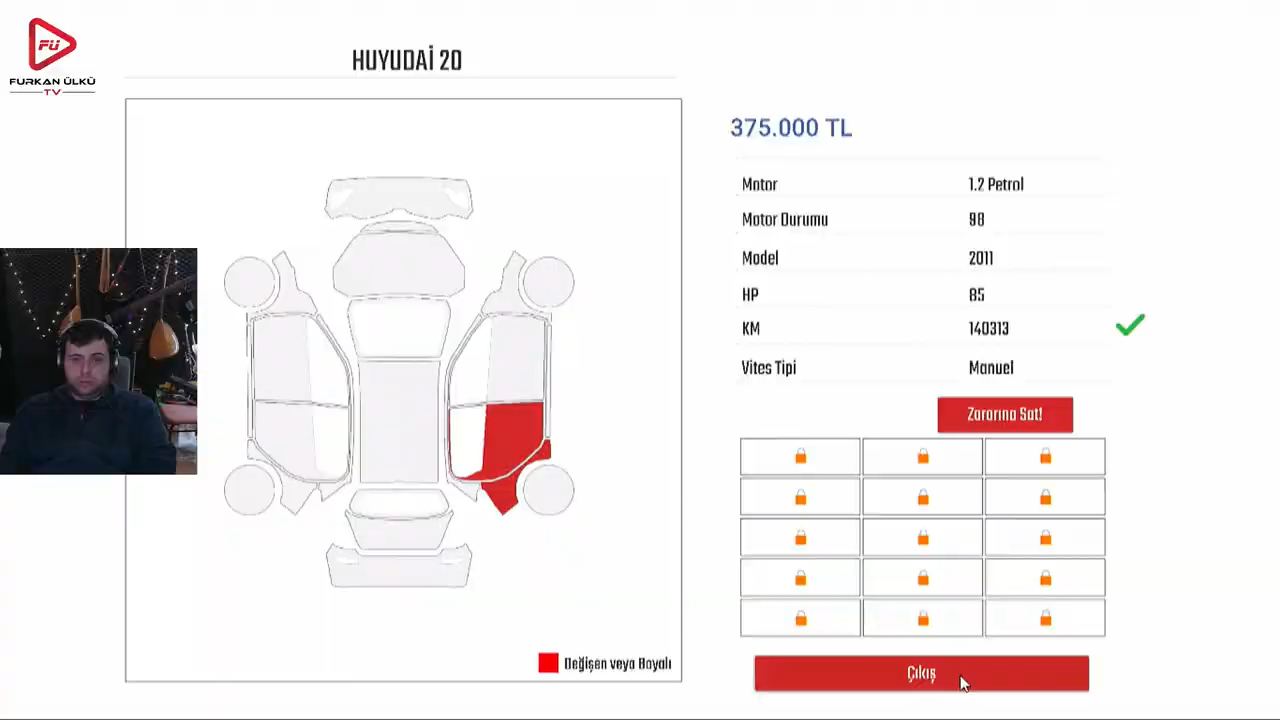 FU
FURKAN ÜLKÜ
TV
HUYUDAİ 20
375.000 TL
Motor 1.2 Petrol
Motor Durumu 98
Model 2011
HP 85
KM 140313
Vites Tipi Manuel
Zararına Sat!
Çıkış
Değişen veya Boyalı